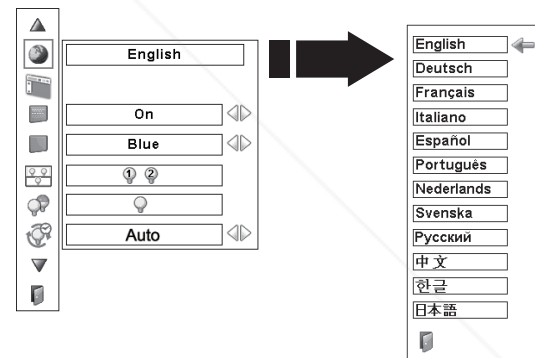 English
On
Blue
1 2
Auto
English
Deutsch
Français
Italiano
Español
Português
Nederlands
Svenska
Русский
中文
한글
日本語